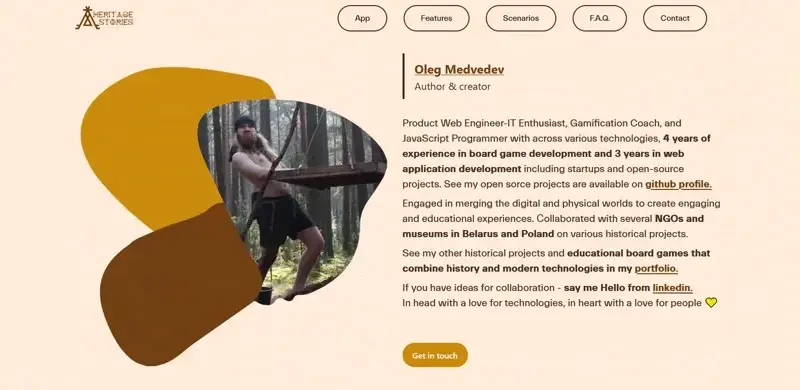 HERITAGE
STORIES
App
Features
Scenarios
F.A.Q.
Contact
Oleg Medvedev
Author & creator
Product Web Engineer-IT Enthusiast, Gamification Coach, and
JavaScript Programmer with across various technologies, 4 years of
experience in board game development and 3 years in web
application development including startups and open-source
projects. See my open sorce projects are available on github profile.
Engaged in merging the digital and physical worlds to create engaging
and educational experiences. Collaborated with several NGOs and
museums in Belarus and Poland on various historical projects.
See my other historical projects and educational board games that
combine history and modern technologies in my portfolio.
If you have ideas for collaboration - say me Hello from linkedin.
In head with a love for technologies, in heart with a love for people 💛
Get in touch